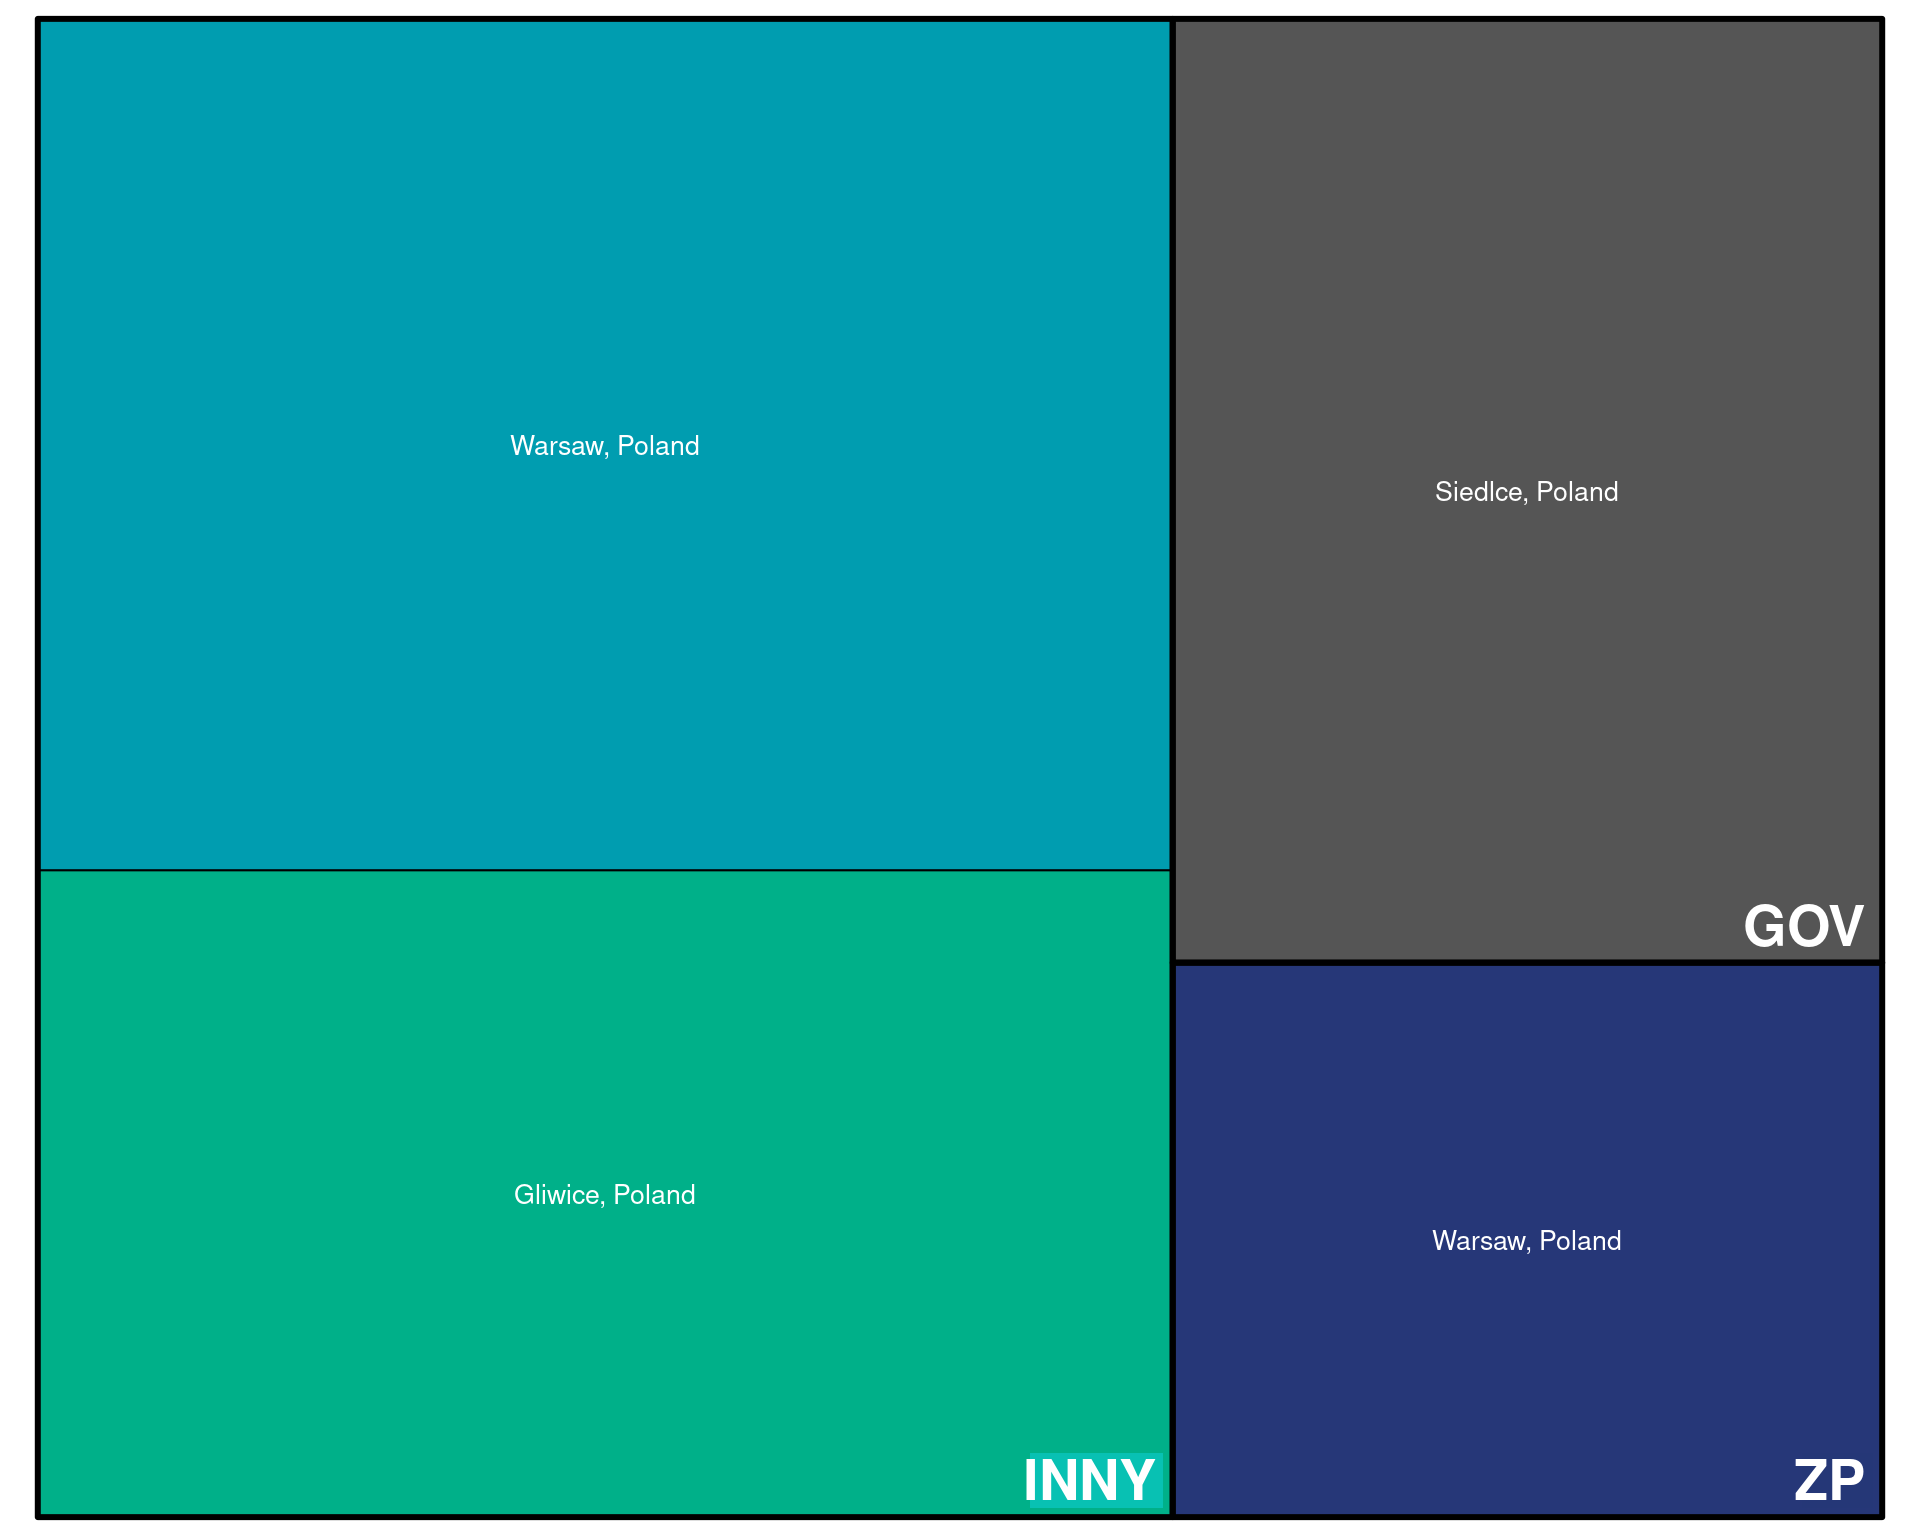 Warsaw, Poland
Gliwice, Poland
INNY
Siedlce, Poland
GOV
Warsaw, Poland
ZP